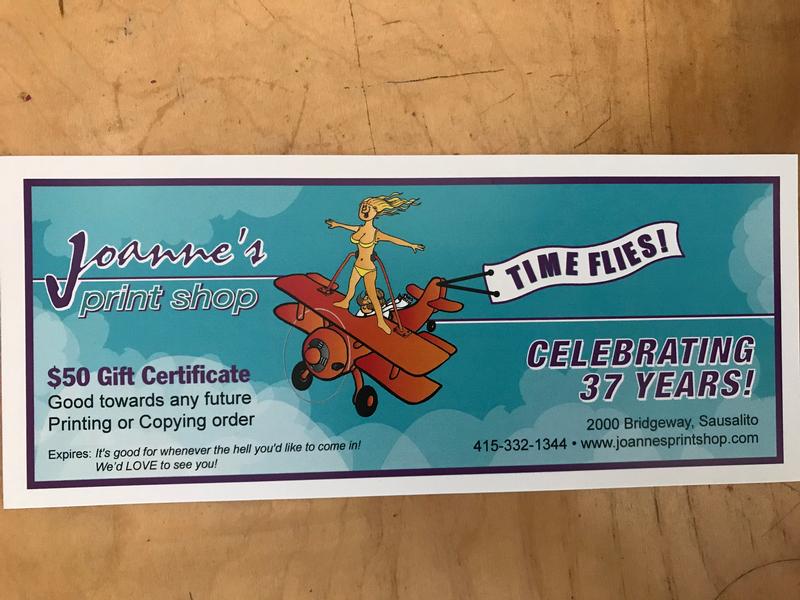 Joanne's
print shop
TIME FLIES!
CELEBRATING
37 YEARS!
$50 Gift Certificate
Good towards any future
Printing or Copying order
Expires: It's good for whenever the hell you'd like to come in!
We'd LOVE to see you!
2000 Bridgeway, Sausalito
415-332-1344 • www.joannesprintshop.com